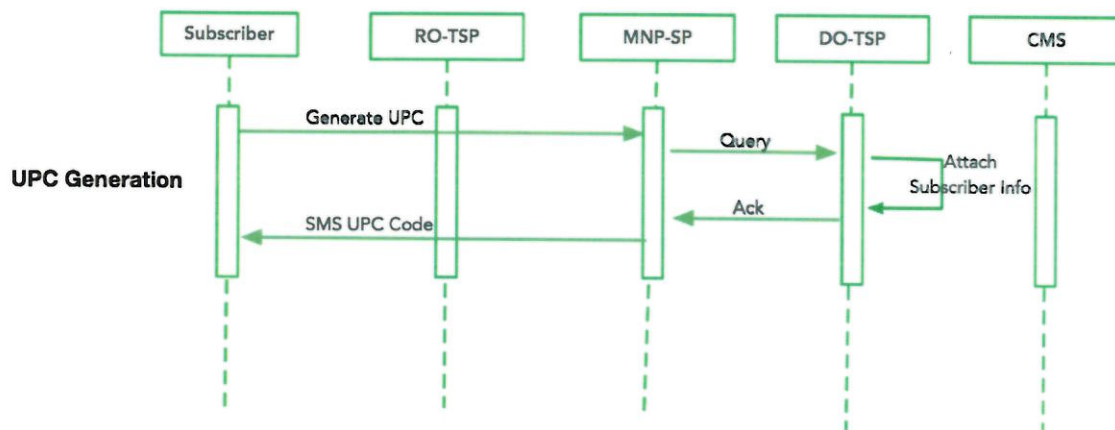 Subscriber
RO-TSP
MNP-SP
DO-TSP
CMS
Generate UPC
Query
Attach
UPC Generation
Subscriber Info
SMS UPC Code
Ack